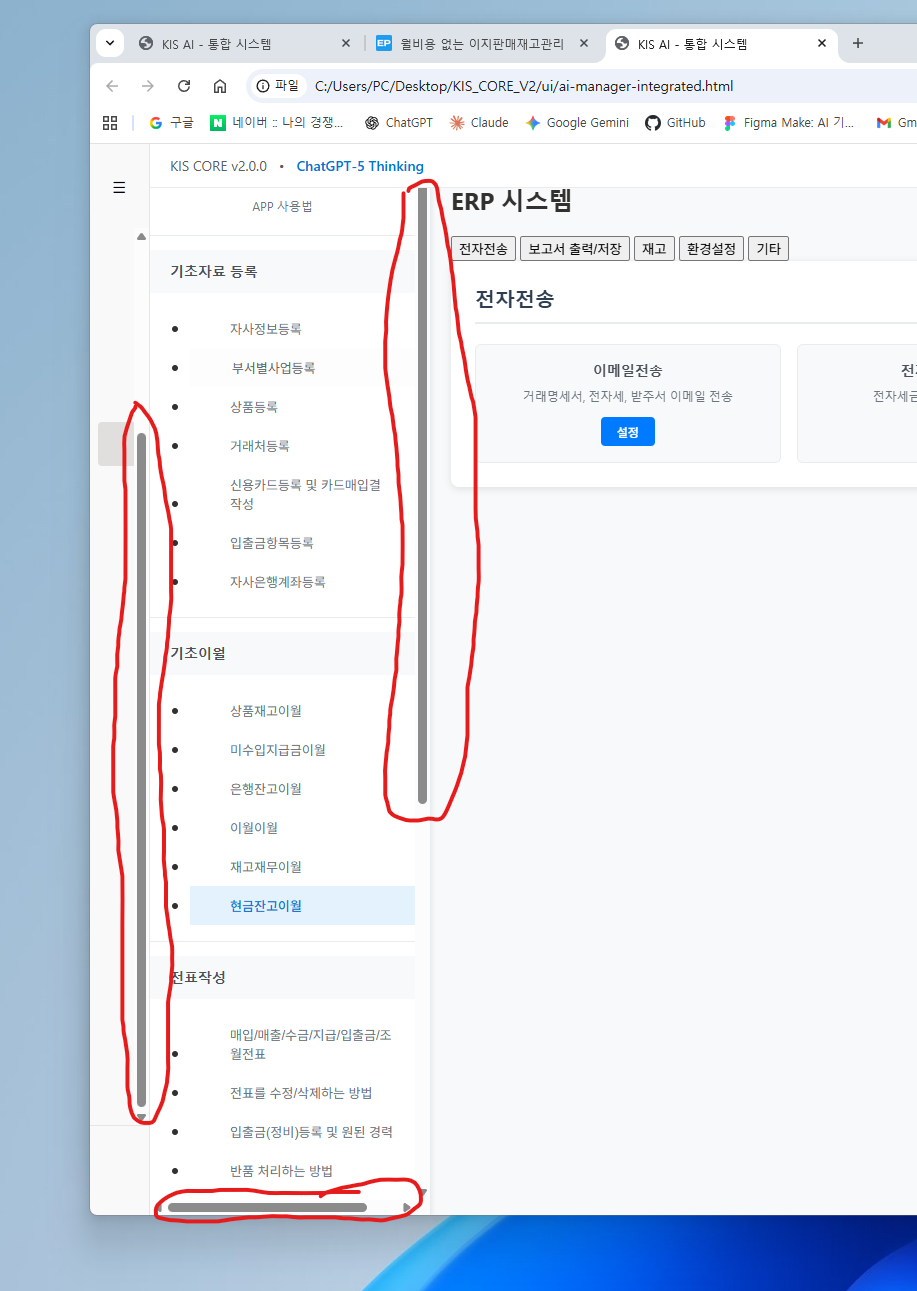 KIS AI - 통합 시스템
EP 월비용 없는 이지판매재고관리
KIS AI - 통합 시스템
파일 C:/Users/PC/Desktop/KIS_CORE_V2/ui/ai-manager-integrated.html
구글
네이버 :: 나의 경쟁...
ChatGPT
Claude
Google Gemini
GitHub
Figma Make: AI 기...
Gm
KIS CORE v2.0.0 • ChatGPT-5 Thinking
APP 사용법
기초자료 등록
자사정보등록
부서별사업등록
상품등록
거래처등록
신용카드등록 및 카드매입결
작성
입출금항목등록
자사은행계좌등록
기초이월
상품재고이월
미수입지급금이월
은행잔고이월
이월이월
재고재무이월
현금잔고이월
전표작성
매입/매출/수금/지급/입출금/조
월전표
전표를 수정/삭제하는 방법
입출금(정비)등록 및 원된 경력
반품 처리하는 방법
ERP 시스템
전자전송 보고서 출력/저장 재고 환경설정 기타
전자전송
이메일전송
거래명세서, 전자세, 받주서 이메일 전송
설정
전
전자세금